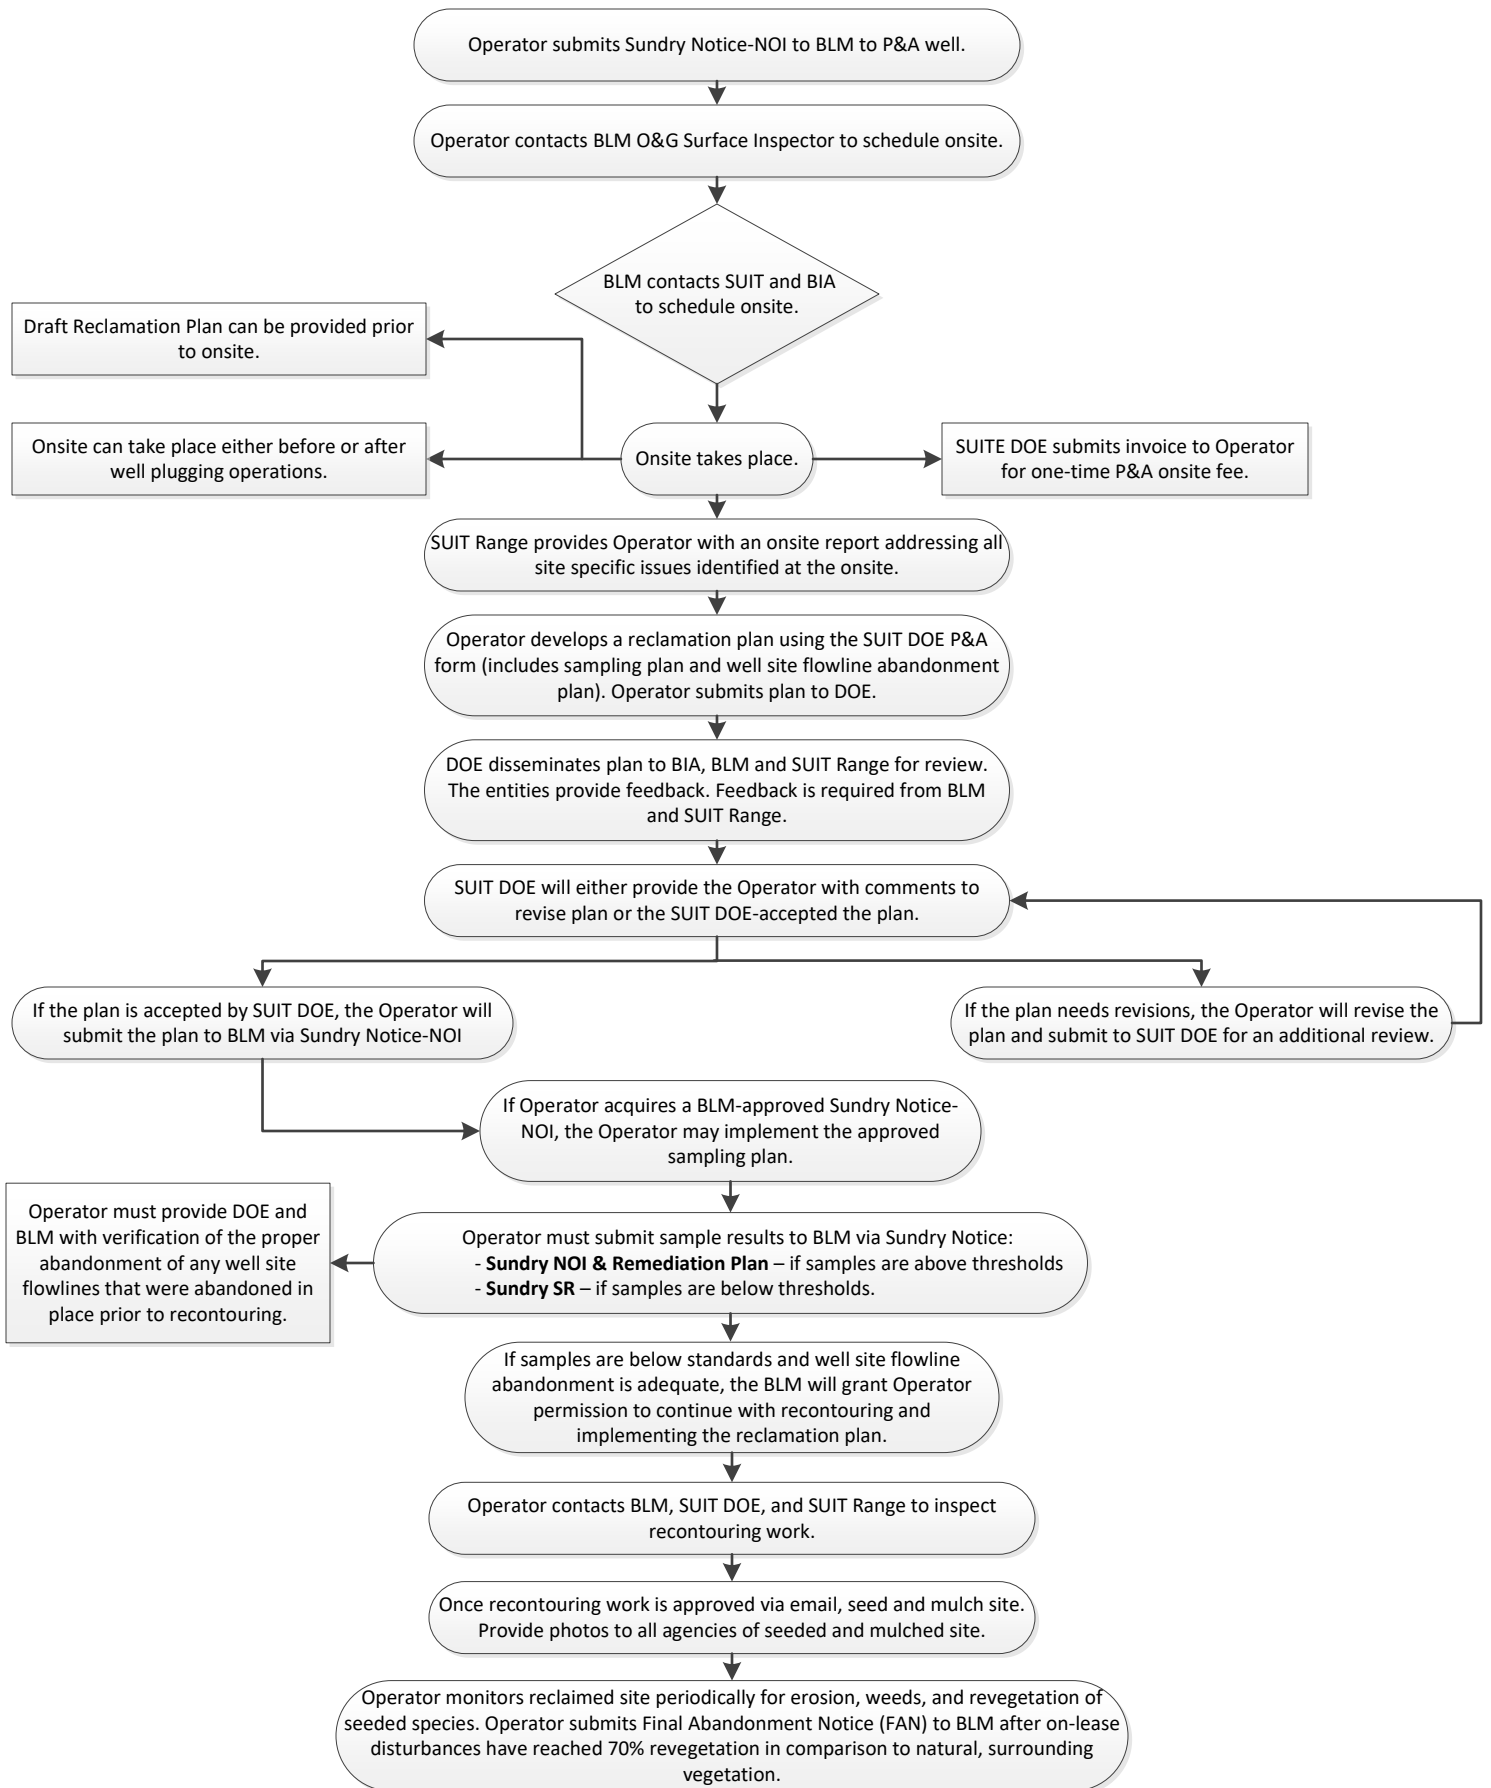 Operator submits Sundry Notice-NOI to BLM to P&A well.
Operator contacts BLM O&G Surface Inspector to schedule onsite.
BLM contacts SUIT and BIA
to schedule onsite.
Draft Reclamation Plan can be provided prior
to onsite.
Onsite can take place either before or after
well plugging operations.
Onsite takes place.
SUITE DOE submits invoice to Operator
for one-time P&A onsite fee.
SUIT Range provides Operator with an onsite report addressing all
site specific issues identified at the onsite.
Operator develops a reclamation plan using the SUIT DOE P&A
form (includes sampling plan and well site flowline abandonment
plan). Operator submits plan to DOE.
DOE disseminates plan to BIA, BLM and SUIT Range for review.
The entities provide feedback. Feedback is required from BLM
and SUIT Range.
SUIT DOE will either provide the Operator with comments to
revise plan or the SUIT DOE-accepted the plan.
If the plan is accepted by SUIT DOE, the Operator will
submit the plan to BLM via Sundry Notice-NOI
If the plan needs revisions, the Operator will revise the
plan and submit to SUIT DOE for an additional review.
If Operator acquires a BLM-approved Sundry Notice-
NOI, the Operator may implement the approved
sampling plan.
Operator must provide DOE and
BLM with verification of the proper
abandonment of any well site
flowlines that were abandoned in
place prior to recontouring.
Operator must submit sample results to BLM via Sundry Notice:
- Sundry NOI & Remediation Plan – if samples are above thresholds
- Sundry SR – if samples are below thresholds.
If samples are below standards and well site flowline
abandonment is adequate, the BLM will grant Operator
permission to continue with recontouring and
implementing the reclamation plan.
Operator contacts BLM, SUIT DOE, and SUIT Range to inspect
recontouring work.
Once recontouring work is approved via email, seed and mulch site.
Provide photos to all agencies of seeded and mulched site.
Operator monitors reclaimed site periodically for erosion, weeds, and revegetation of
seeded species. Operator submits Final Abandonment Notice (FAN) to BLM after on-lease
disturbances have reached 70% revegetation in comparison to natural, surrounding
vegetation.